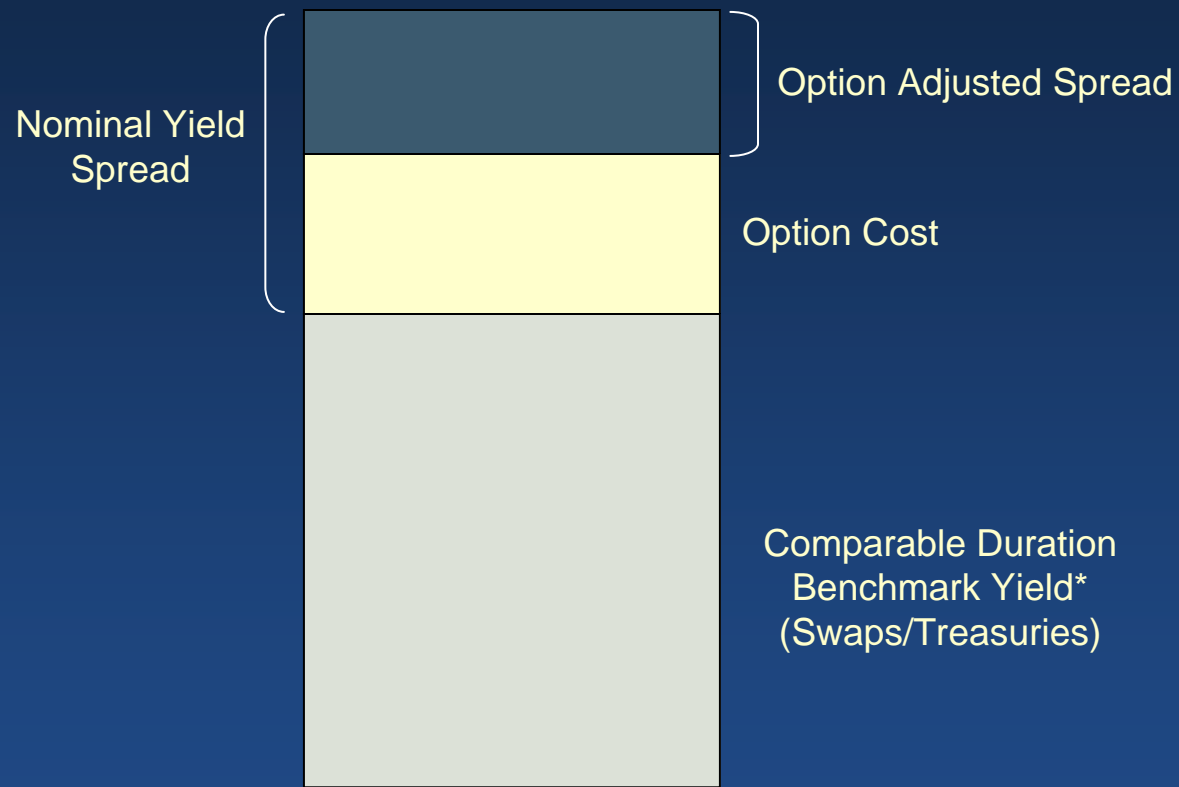 Nominal Yield
Spread
Option Adjusted Spread
Option Cost
Comparable Duration
Benchmark Yield*
(Swaps/Treasuries)